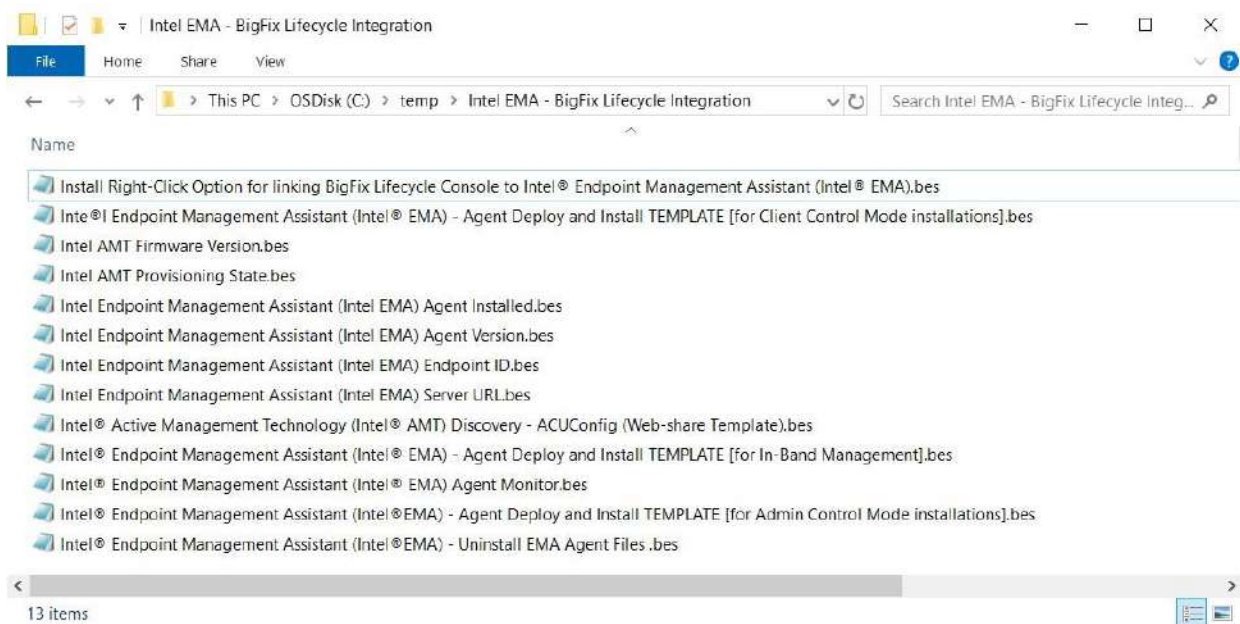 Intel EMA - BigFix Lifecycle Integration
File Home Share View
This PC > OSDisk (C:) > temp > Intel EMA - BigFix Lifecycle Integration Search Intel EMA - BigFix Lifecycle Integ...
Name
Install Right-Click Option for linking BigFix Lifecycle Console to Intel® Endpoint Management Assistant (Intel® EMA).bes
Inte®l Endpoint Management Assistant (Intel® EMA) - Agent Deploy and Install TEMPLATE [for Client Control Mode installations].bes
Intel AMT Firmware Version.bes
Intel AMT Provisioning State.bes
Intel Endpoint Management Assistant (Intel EMA) Agent Installed.bes
Intel Endpoint Management Assistant (Intel EMA) Agent Version.bes
Intel Endpoint Management Assistant (Intel EMA) Endpoint ID.bes
Intel Endpoint Management Assistant (Intel EMA) Server URL.bes
Intel® Active Management Technology (Intel® AMT) Discovery - ACUConfig (Web-share Template).bes
Intel® Endpoint Management Assistant (Intel® EMA) - Agent Deploy and Install TEMPLATE [for In-Band Management].bes
Intel® Endpoint Management Assistant (Intel® EMA) Agent Monitor.bes
Intel® Endpoint Management Assistant (Intel®EMA) - Agent Deploy and Install TEMPLATE [for Admin Control Mode installations].bes
Intel® Endpoint Management Assistant (Intel®EMA) - Uninstall EMA Agent Files .bes
13 items